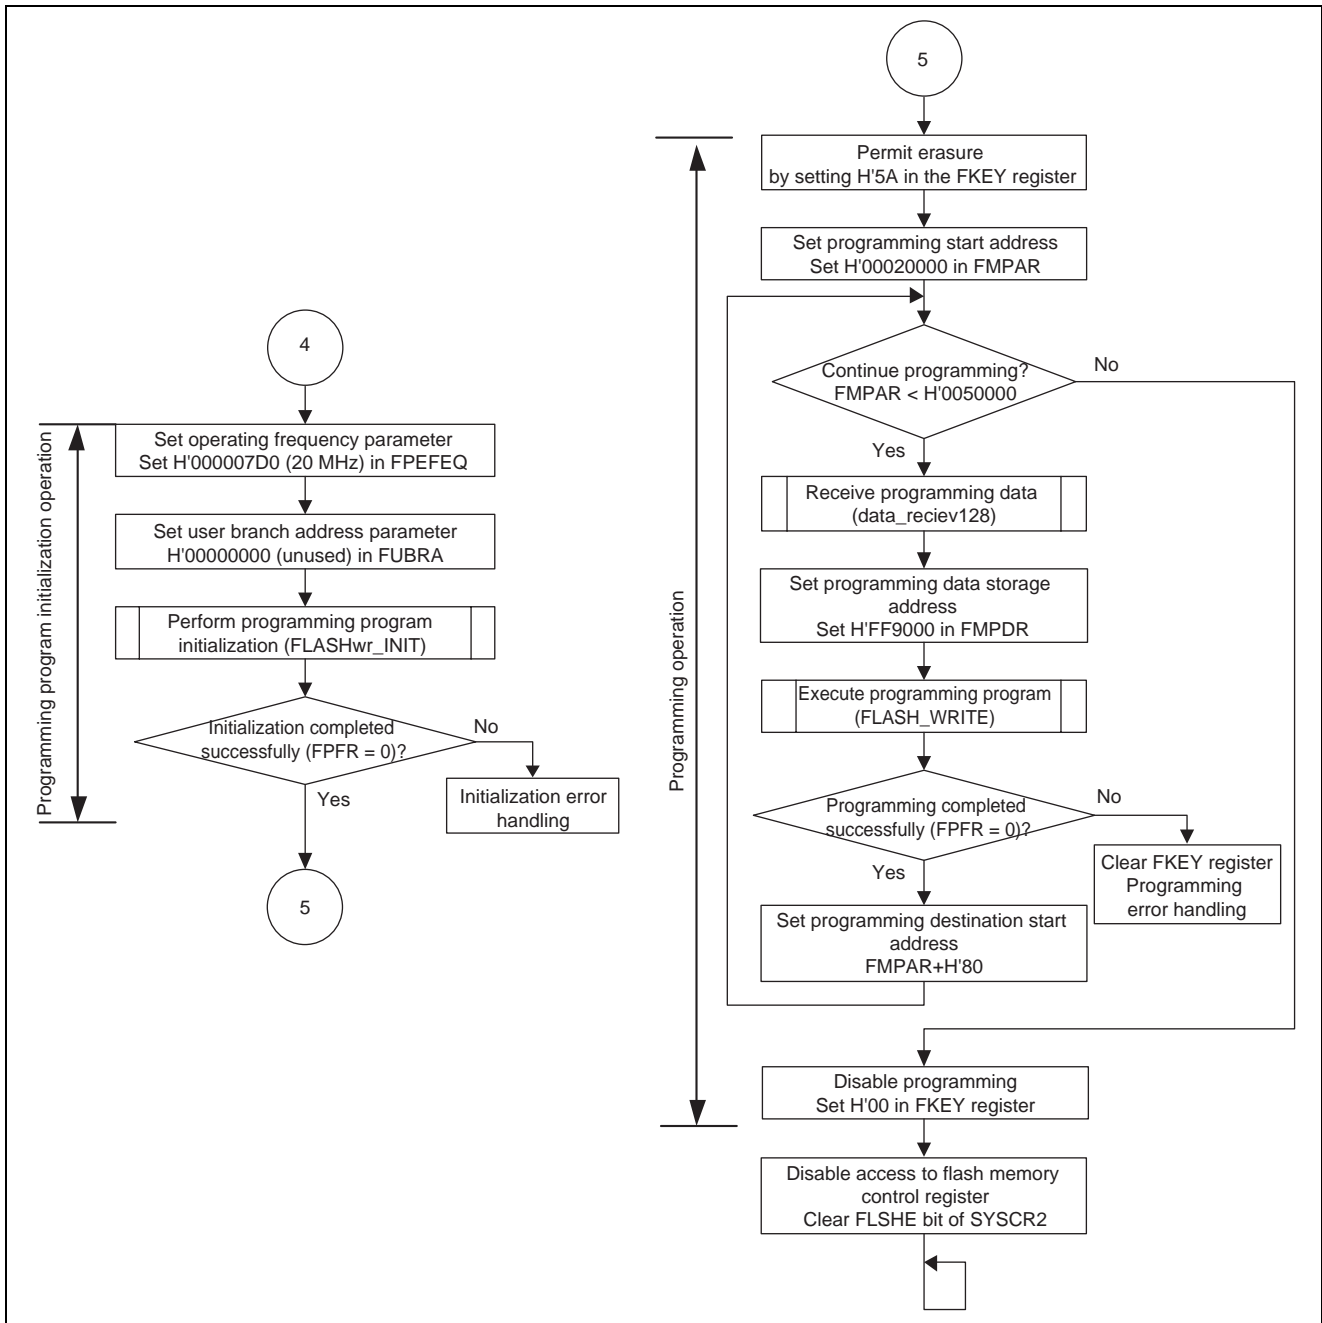 4
Programming program initialization operation
Set operating frequency parameter
Set H'000007D0 (20 MHz) in FPEFEQ
Set user branch address parameter
H'00000000 (unused) in FUBRA
Perform programming program
initialization (FLASHwr_INIT)
Initialization completed
successfully (FPFR = 0)?
No
Yes
Initialization error
handling
5
5
Programming operation
Permit erasure
by setting H'5A in the FKEY register
Set programming start address
Set H'00020000 in FMPAR
Continue programming?
FMPAR < H'0050000
No
Yes
Receive programming data
(data_reciev128)
Set programming data storage
address
Set H'FF9000 in FMPDR
Execute programming program
(FLASH_WRITE)
Programming completed
successfully (FPFR = 0)?
No
Yes
Clear FKEY register
Programming
error handling
Set programming destination start
address
FMPAR+H'80
Disable programming
Set H'00 in FKEY register
Disable access to flash memory
control register
Clear FLSHE bit of SYSCR2